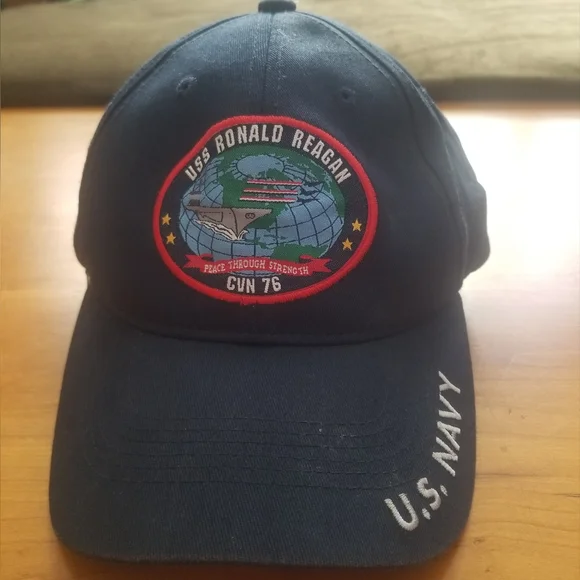 USS RONALD REAGAN
PEACE THROUGH STRENGTH
CVN 76
U.S. NAVY